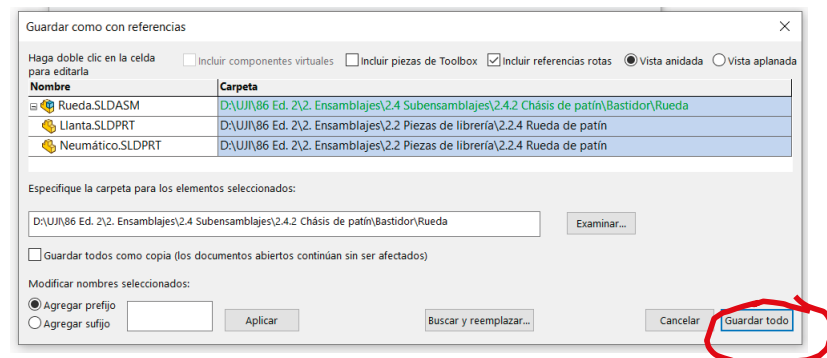 Guardar como con referencias
Haga doble clic en la celda para editarla
Incluir componentes virtuales Incluir piezas de Toolbox Incluir referencias rotas Vista anidada Vista aplanada
Nombre Carpeta
Rueda.SLDASM D:\UJI\86 Ed. 2\2. Ensamblajes\2.4 Subensamblajes\2.4.2 Chásis de patín\Bastidor\Rueda
Llanta.SLDPRT D:\UJI\86 Ed. 2\2. Ensamblajes\2.2 Piezas de librería\2.2.4 Rueda de patín
Neumático.SLDPRT D:\UJI\86 Ed. 2\2. Ensamblajes\2.2 Piezas de librería\2.2.4 Rueda de patín
Especifique la carpeta para los elementos seleccionados:
D:\UJI\86 Ed. 2\2. Ensamblajes\2.4 Subensamblajes\2.4.2 Chásis de patín\Bastidor\Rueda Examinar...
Guardar todos como copia (los documentos abiertos continúan sin ser afectados)
Modificar nombres seleccionados:
Agregar prefijo
Agregar sufijo
Aplicar Buscar y reemplazar... Cancelar Guardar todo